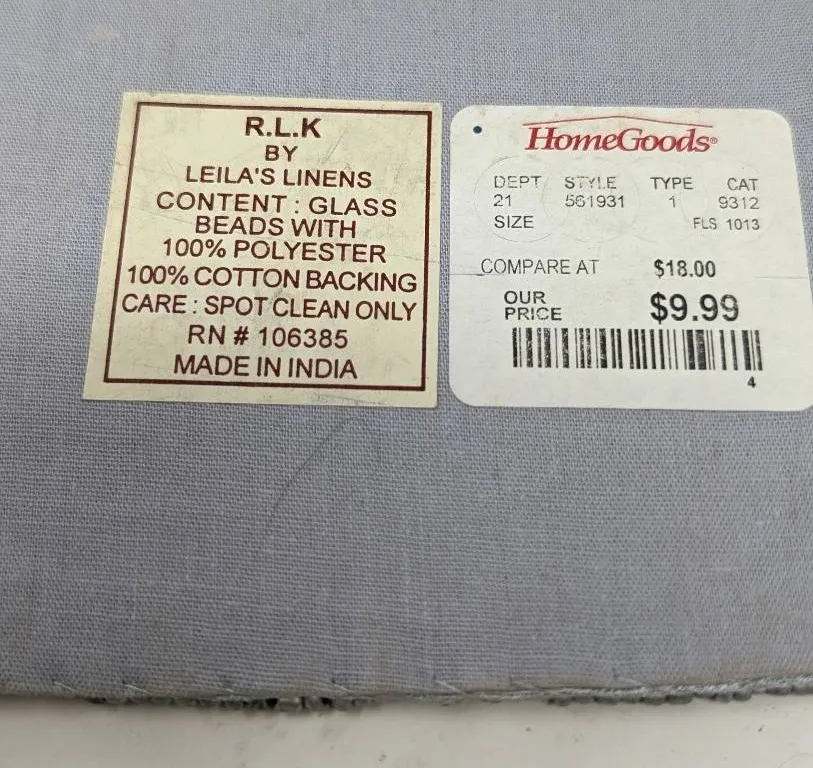 R.L.K
BY
LEILA'S LINENS
CONTENT : GLASS
BEADS WITH
100% POLYESTER
100% COTTON BACKING
CARE : SPOT CLEAN ONLY
RN # 106385
MADE IN INDIA
HomeGoods®
DEPT STYLE TYPE CAT
21 561931 1 9312
SIZE FLS 1013
COMPARE AT $18.00
OUR
PRICE $9.99
4